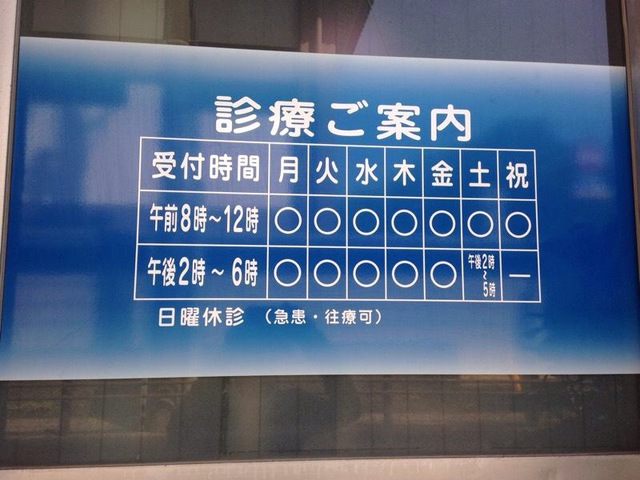 診療ご案内
受付時間 月 火 水 木 金 土 祝
午前8時～12時 ○ ○ ○ ○ ○ ○ ○
午後2時～6時 ○ ○ ○ ○ ○ 午後2時～5時 －
日曜休診 （急患・往療可）